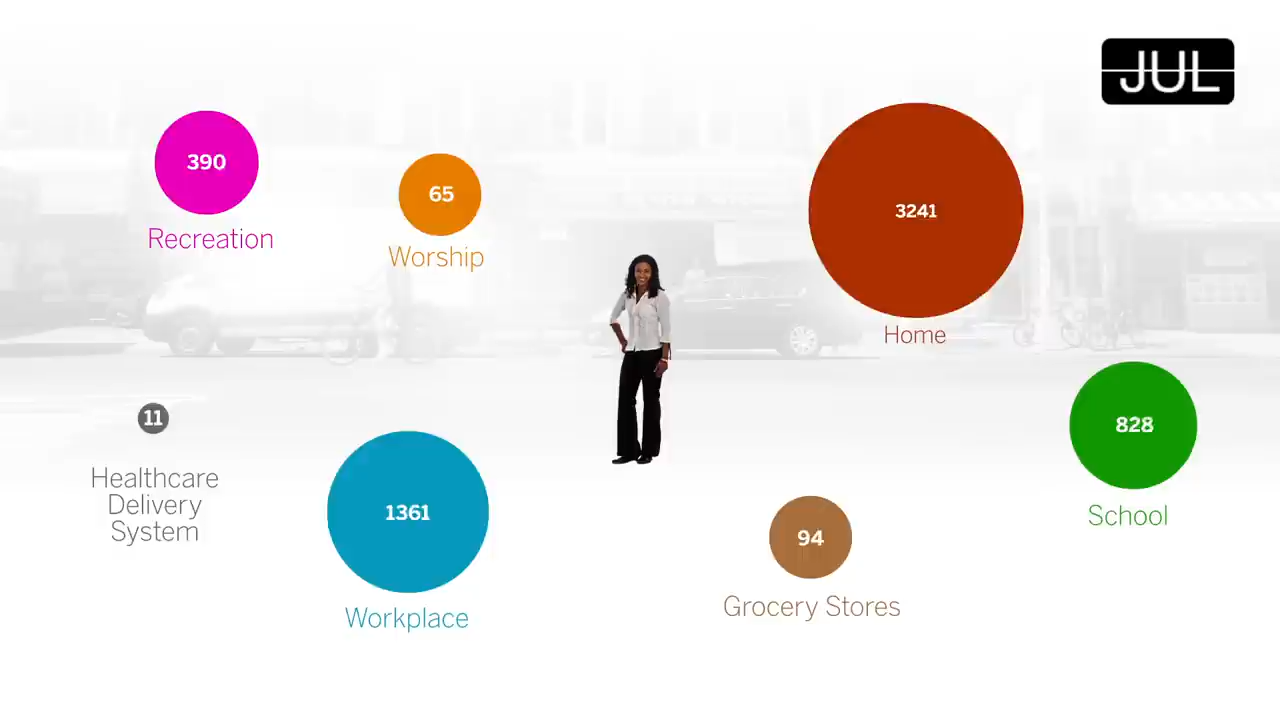 JUL
390
Recreation
65
Worship
3241
Home
11
Healthcare
Delivery
System
1361
Workplace
94
Grocery Stores
828
School